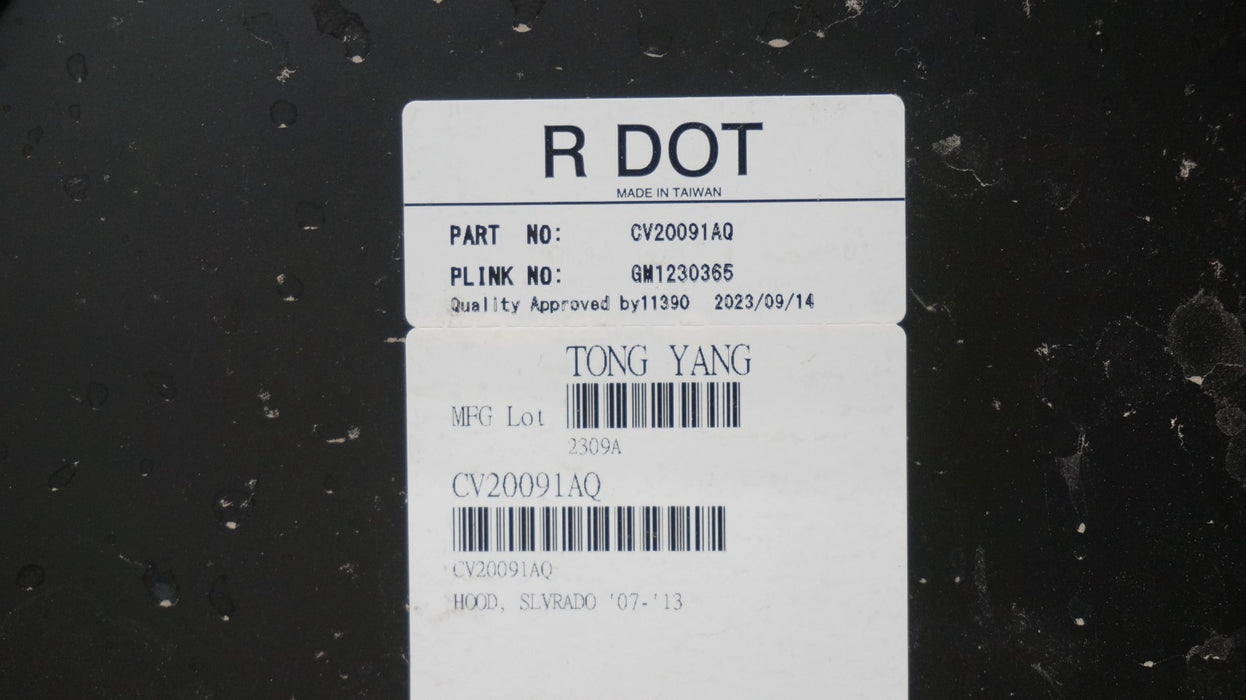 R DOT
MADE IN TAIWAN
PART NO: CV20091AQ
PLINK NO: GM1230365
Quality Approved by11390 2023/09/14
TONG YANG
MFG Lot
2309A
CV20091AQ
CV20091AQ
HOOD, SLVRADO '07-'13